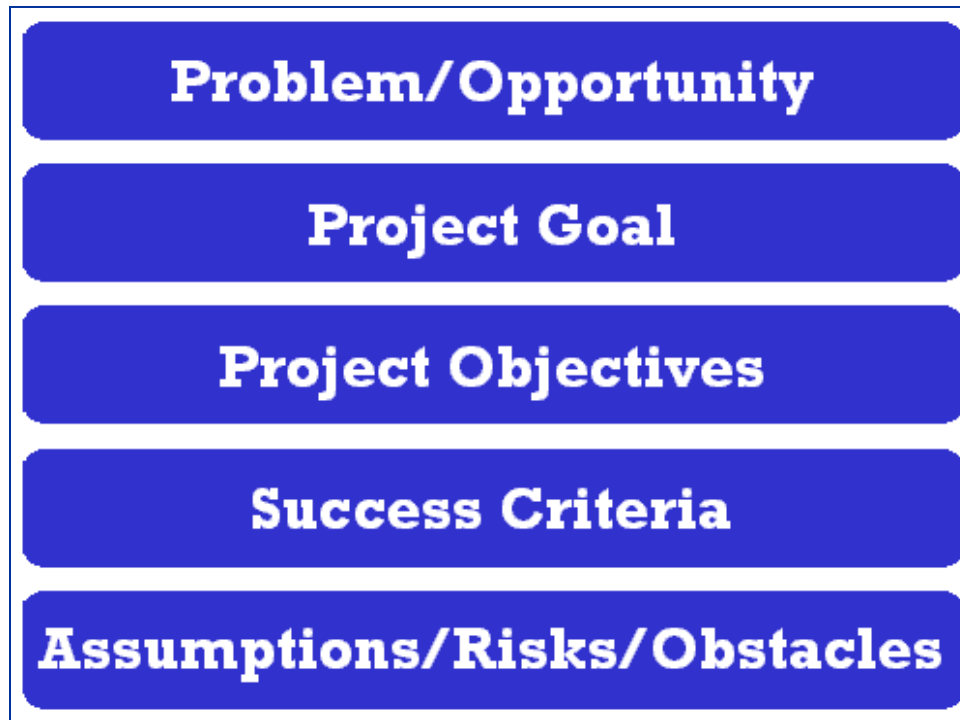 Problem/Opportunity
Project Goal
Project Objectives
Success Criteria
Assumptions/Risks/Obstacles